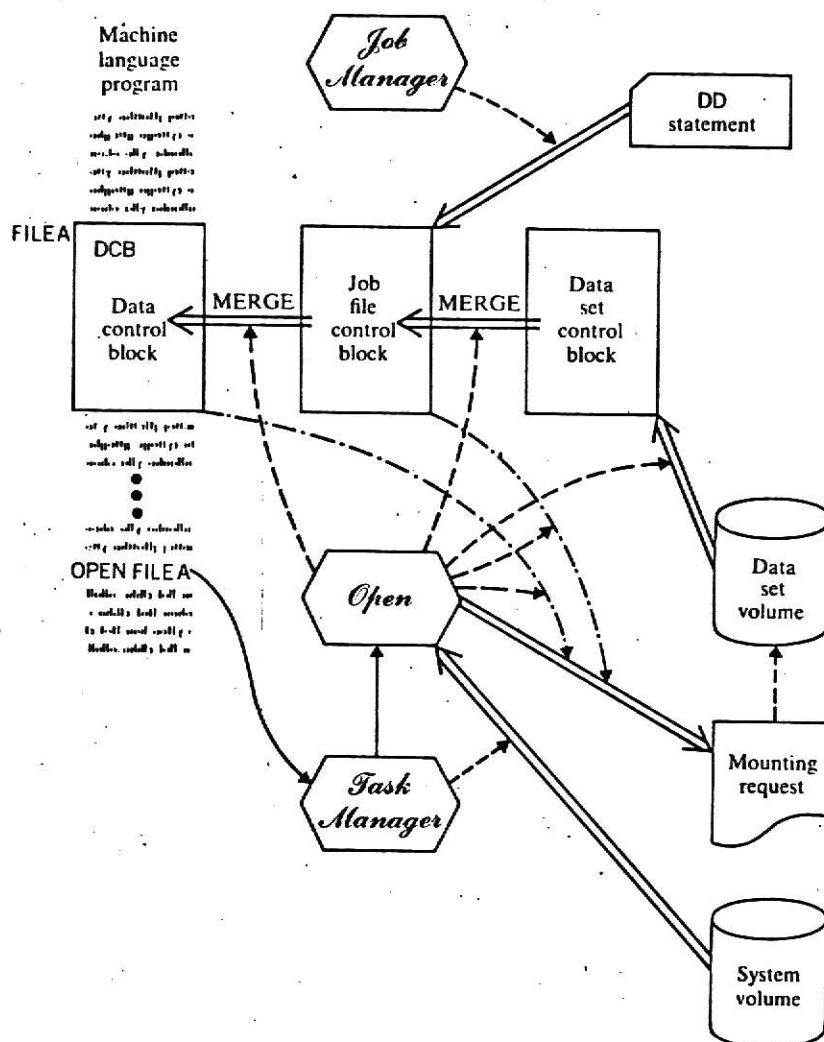 Machine
language
program
Job
Manager
DD
statement
FILEA
DCB
Data
control
block
MERGE
Job
file
control
block
MERGE
Data
set
control
block
OPEN FILEA
Open
Data
set
volume
Task
Manager
Mounting
request
System
volume